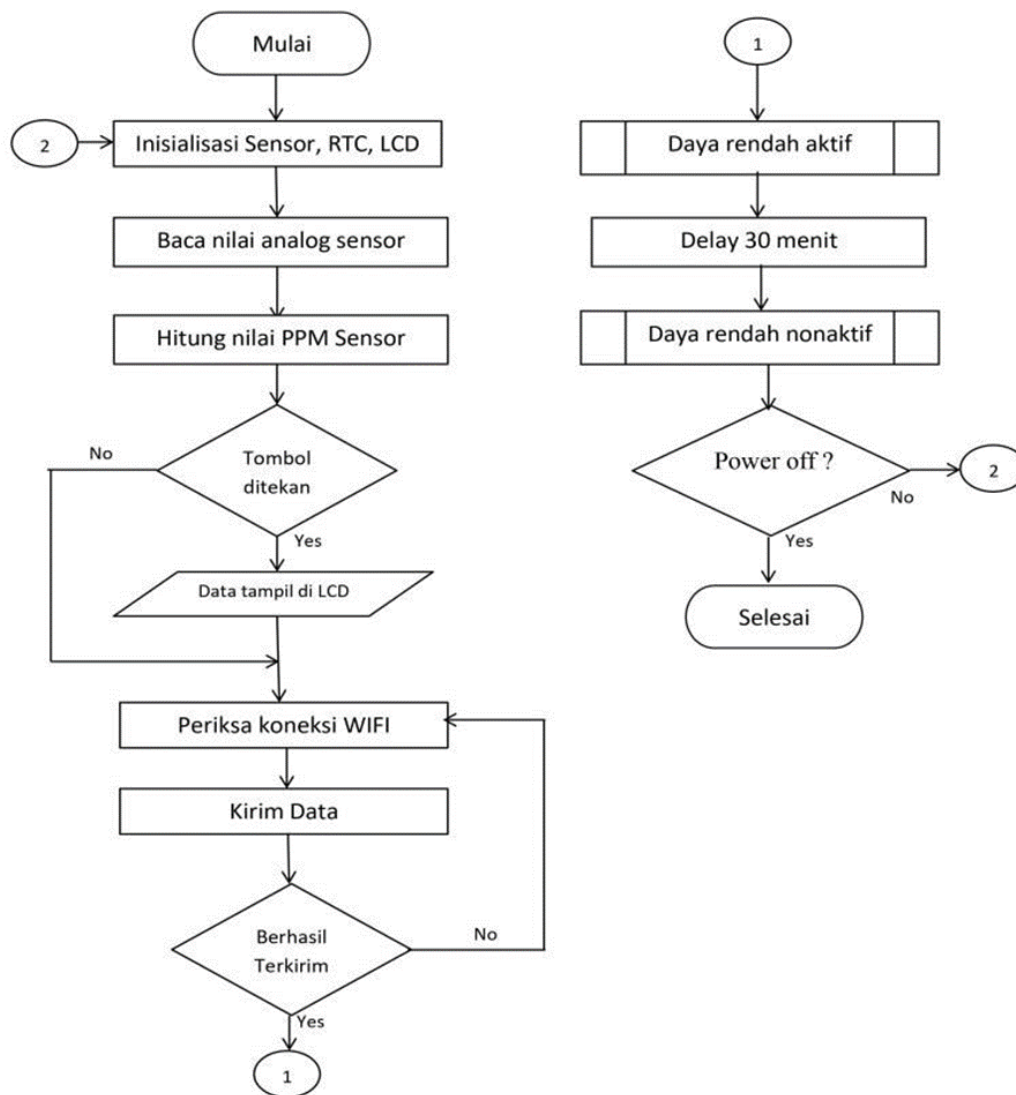 Mulai
2
Inisialisasi Sensor, RTC, LCD
Baca nilai analog sensor
Hitung nilai PPM Sensor
No
Tombol
ditekan
Yes
Data tampil di LCD
Periksa koneksi WIFI
Kirim Data
Berhasil
Terkirim
No
Yes
1
1
Daya rendah aktif
Delay 30 menit
Daya rendah nonaktif
Power off ?
No
2
Yes
Selesai